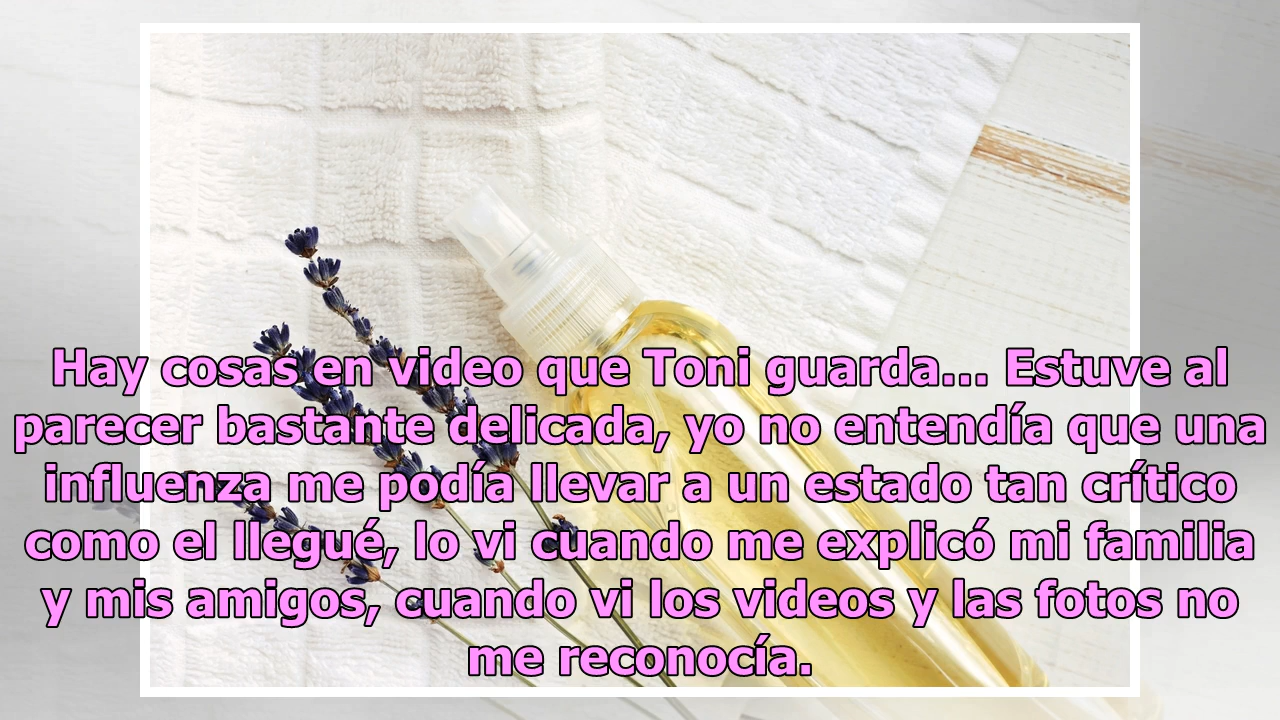 Hay cosas en video que Toni guarda... Estuve al
parecer bastante delicada, yo no entendía que una
influenza me podía llevar a un estado tan crítico
como el llegué, lo vi cuando me explicó mi familia
y mis amigos, cuando vi los videos y las fotos no
me reconocía.